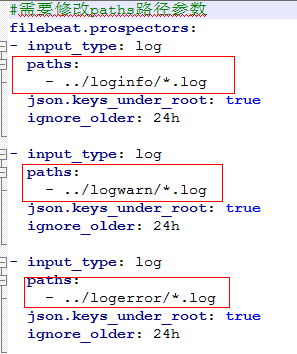 #需要修改paths路径参数
filebeat.prospectors:
- input_type: log
  paths:
    - ../loginfo/*.log
  json.keys_under_root: true
  ignore_older: 24h

- input_type: log
  paths:
    - ../logwarn/*.log
  json.keys_under_root: true
  ignore_older: 24h

- input_type: log
  paths:
    - ../logerror/*.log
  json.keys_under_root: true
  ignore_older: 24h